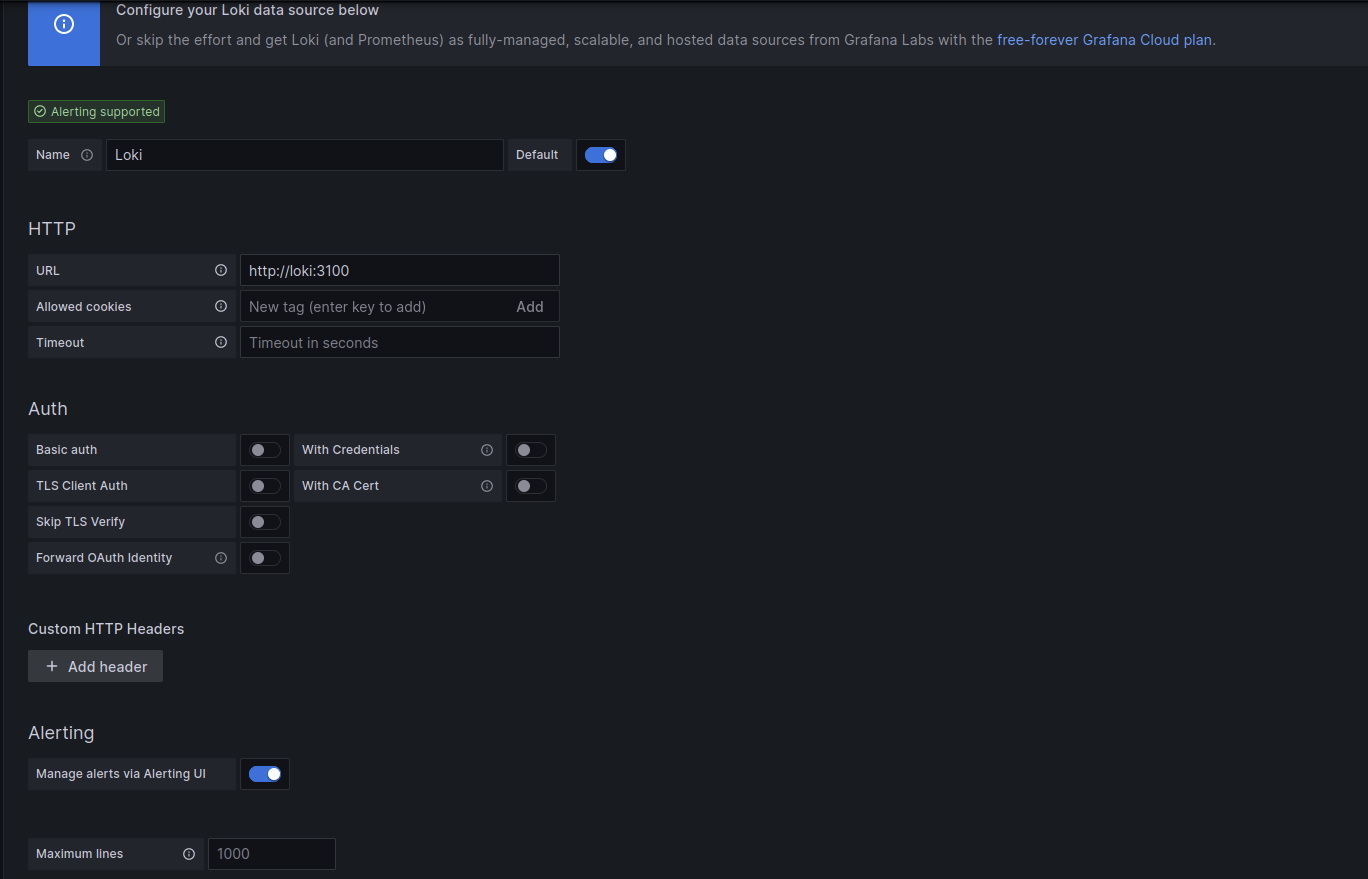 Configure your Loki data source below
Or skip the effort and get Loki (and Prometheus) as fully-managed, scalable, and hosted data sources from Grafana Labs with the free-forever Grafana Cloud plan.
Alerting supported
Name Loki Default
HTTP
URL http://loki:3100
Allowed cookies New tag (enter key to add) Add
Timeout Timeout in seconds
Auth
Basic auth With Credentials
TLS Client Auth With CA Cert
Skip TLS Verify
Forward OAuth Identity
Custom HTTP Headers
+ Add header
Alerting
Manage alerts via Alerting UI
Maximum lines 1000